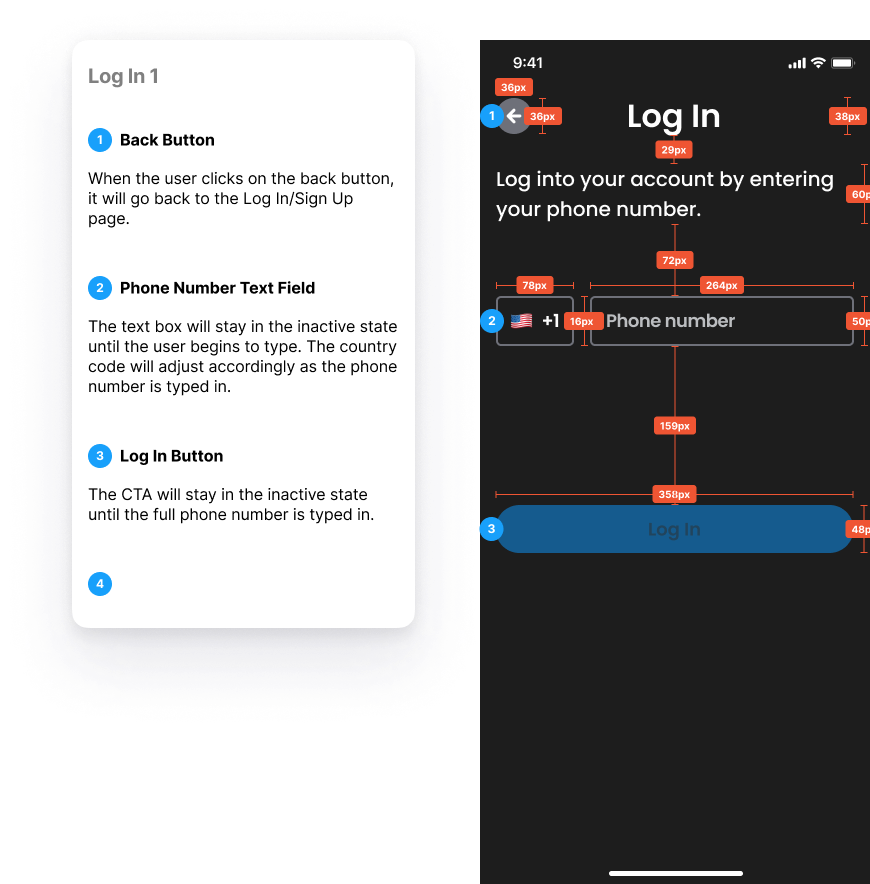 Log In 1
1 Back Button
When the user clicks on the back button,
it will go back to the Log In/Sign Up
page.
2 Phone Number Text Field
The text box will stay in the inactive state
until the user begins to type. The country
code will adjust accordingly as the phone
number is typed in.
3 Log In Button
The CTA will stay in the inactive state
until the full phone number is typed in.
4
9:41
36px
1 36px Log In 38px
29px
Log into your account by entering
your phone number.
60p
72px
78px 264px
2 +1 16px Phone number 50p
159px
358px
3 Log In 48p